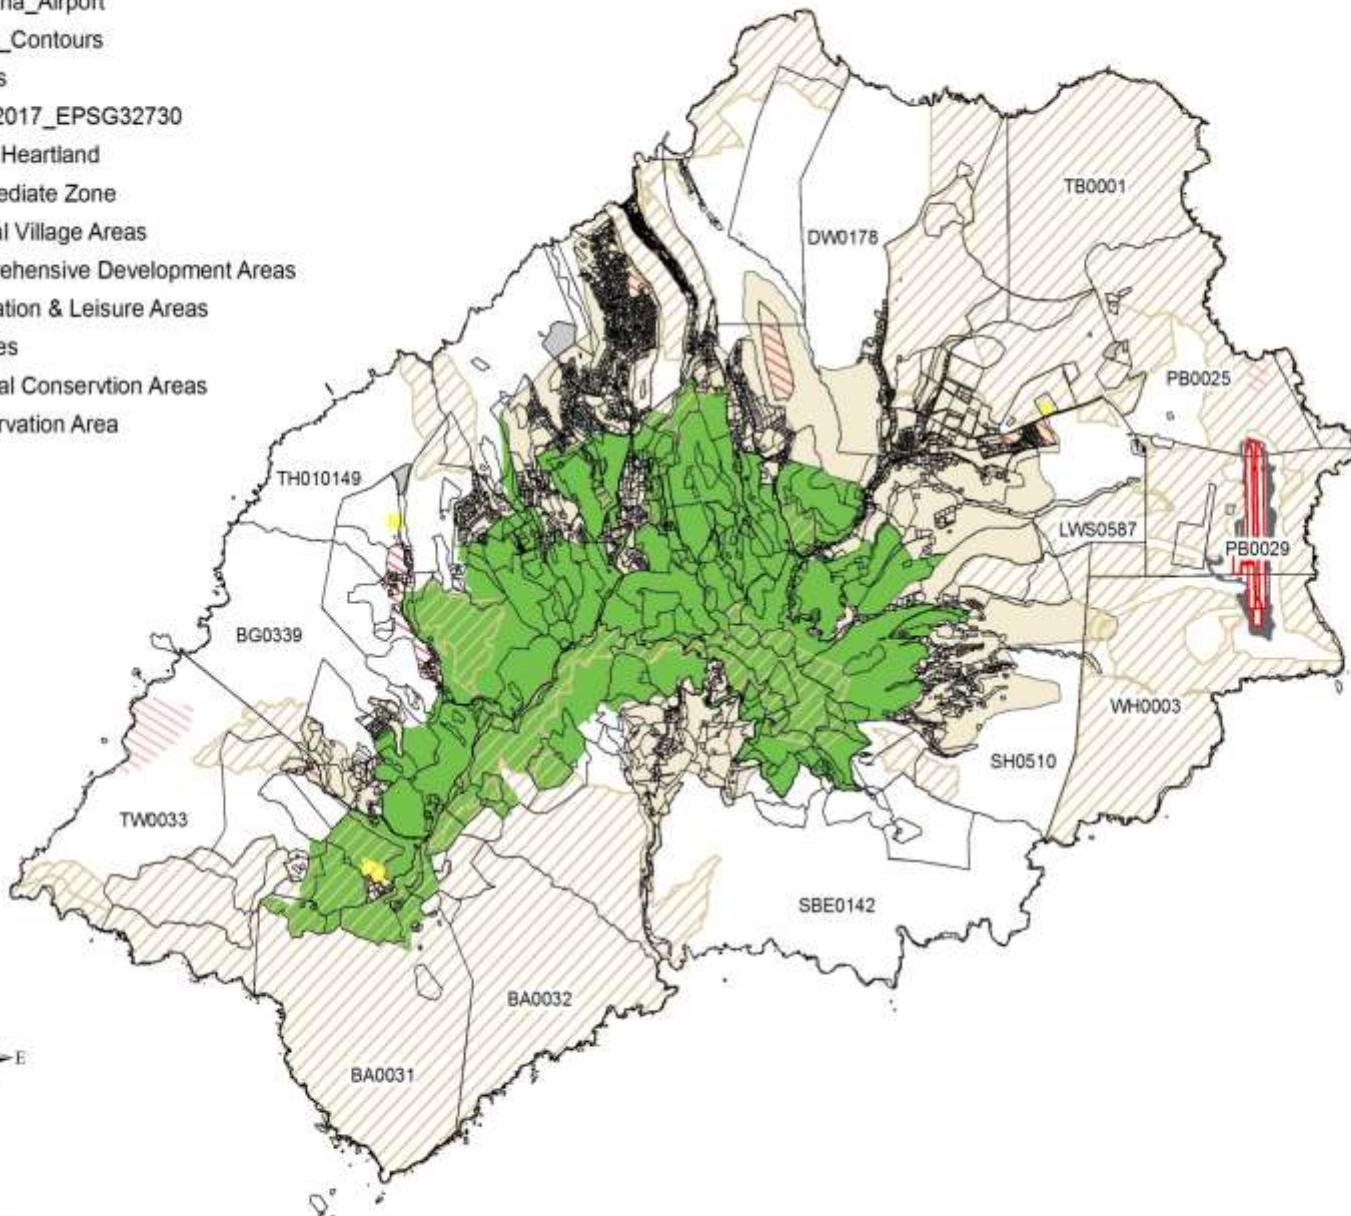 na_Airport
_Contours
s
2017_EPSG32730
Heartland
ediate Zone
al Village Areas
rehensive Development Areas
ation & Leisure Areas
es
al Conservtion Areas
rvation Area
TB0001
DW0178
PB0025
TH010149
LWS0587
PB0029
BG0339
WH0003
SH0510
TW0033
SBE0142
BA0032
E
BA0031